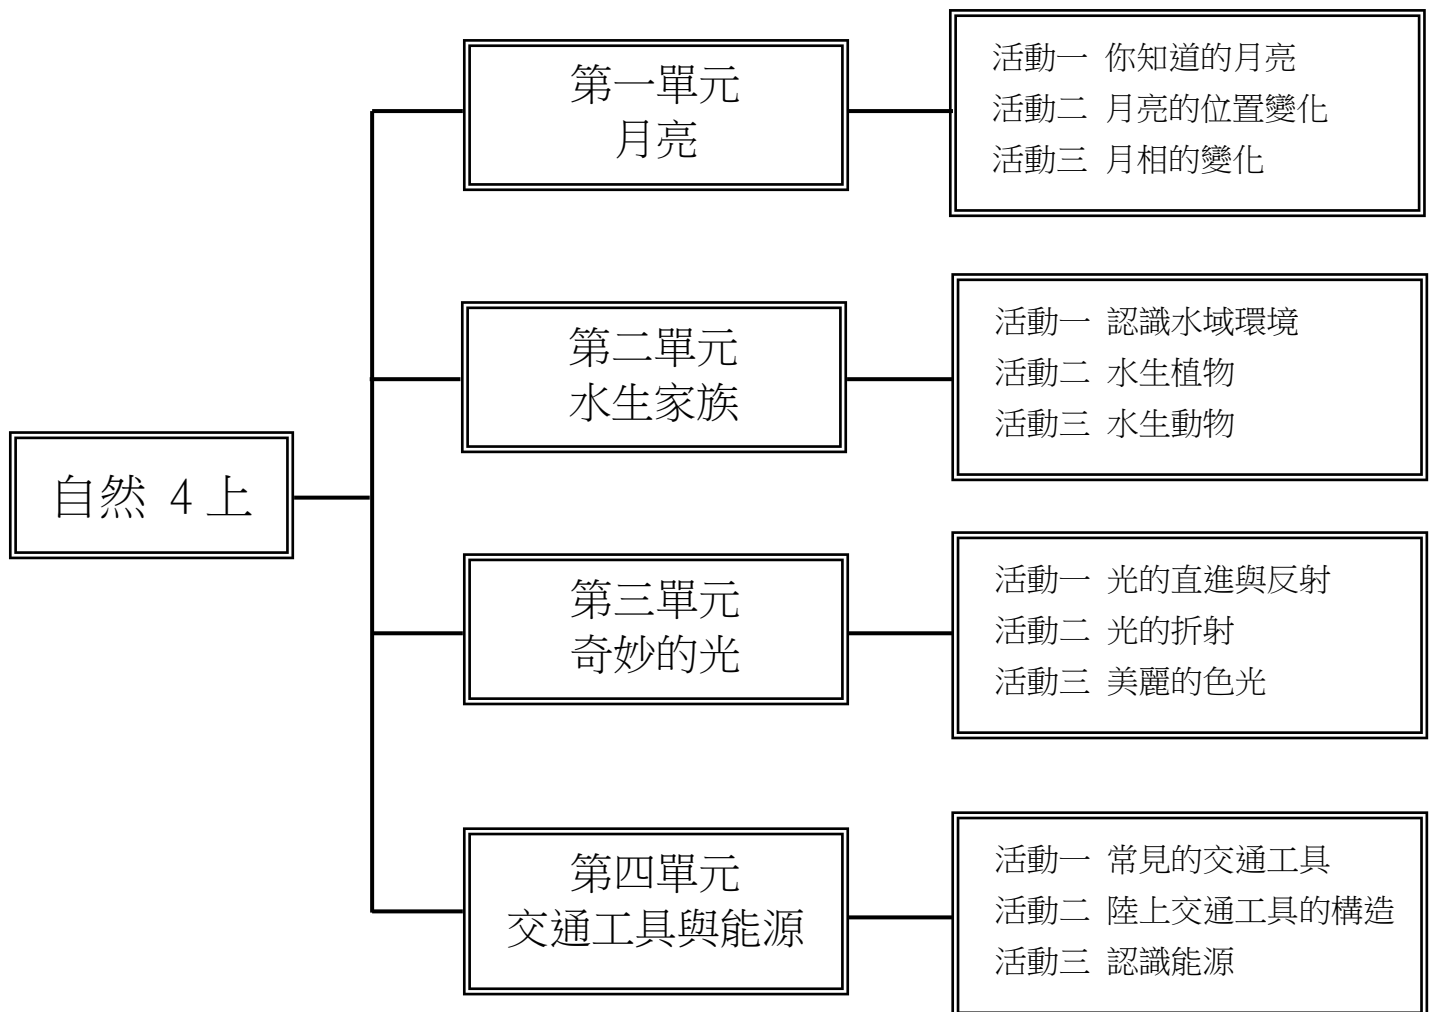 自然 4上
第一單元
月亮
活動一 你知道的月亮
活動二 月亮的位置變化
活動三 月相的變化
第二單元
水生家族
活動一 認識水域環境
活動二 水生植物
活動三 水生動物
第三單元
奇妙的光
活動一 光的直進與反射
活動二 光的折射
活動三 美麗的色光
第四單元
交通工具與能源
活動一 常見的交通工具
活動二 陸上交通工具的構造
活動三 認識能源